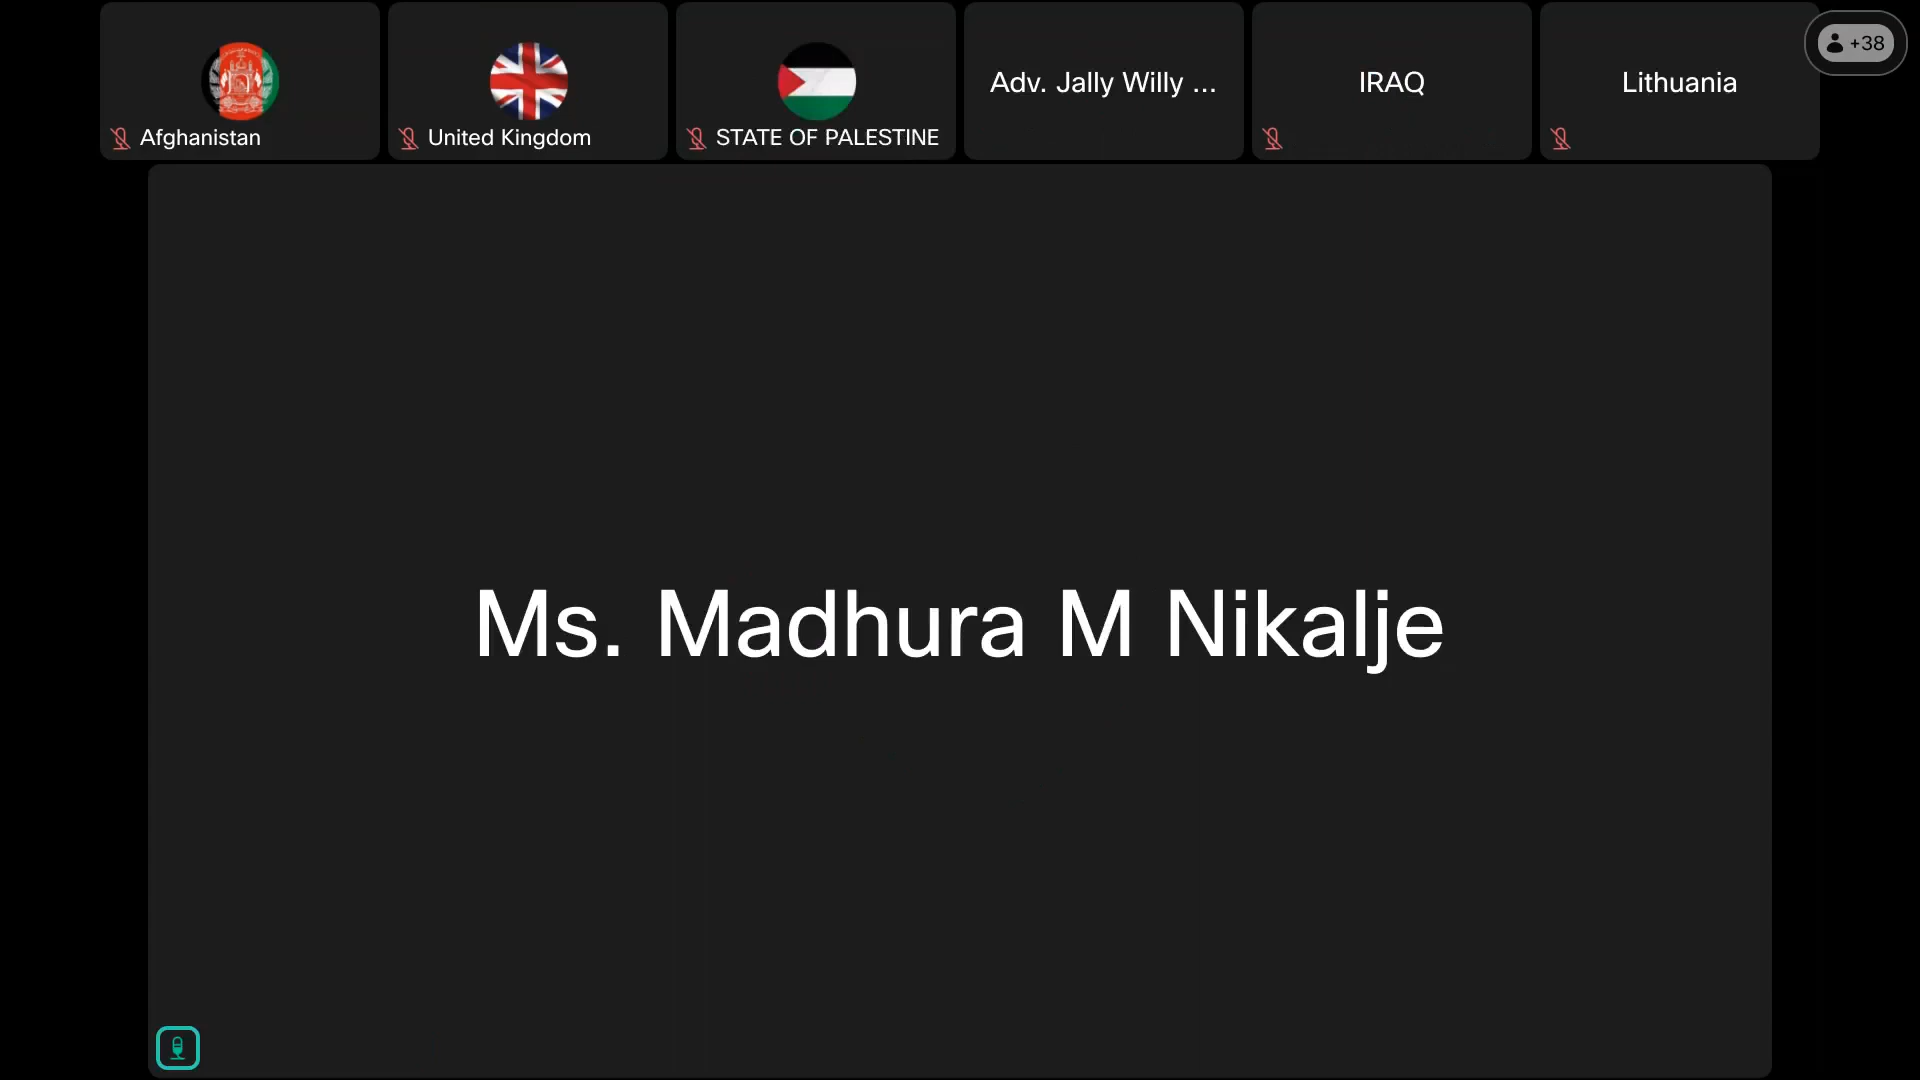 Afghanistan
United Kingdom
STATE OF PALESTINE
Adv. Jally Willy ...
IRAQ
Lithuania
+38
Ms. Madhura M Nikalje